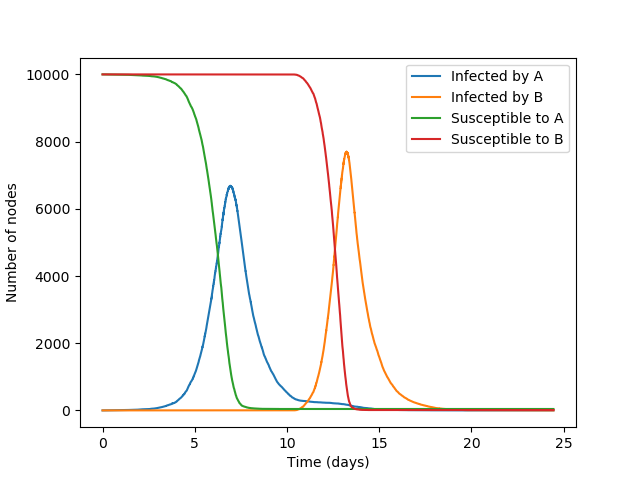 Number of nodes
10000
8000
6000
4000
2000
0
Infected by A
Infected by B
Susceptible to A
Susceptible to B
0 5 10 15 20 25
Time (days)